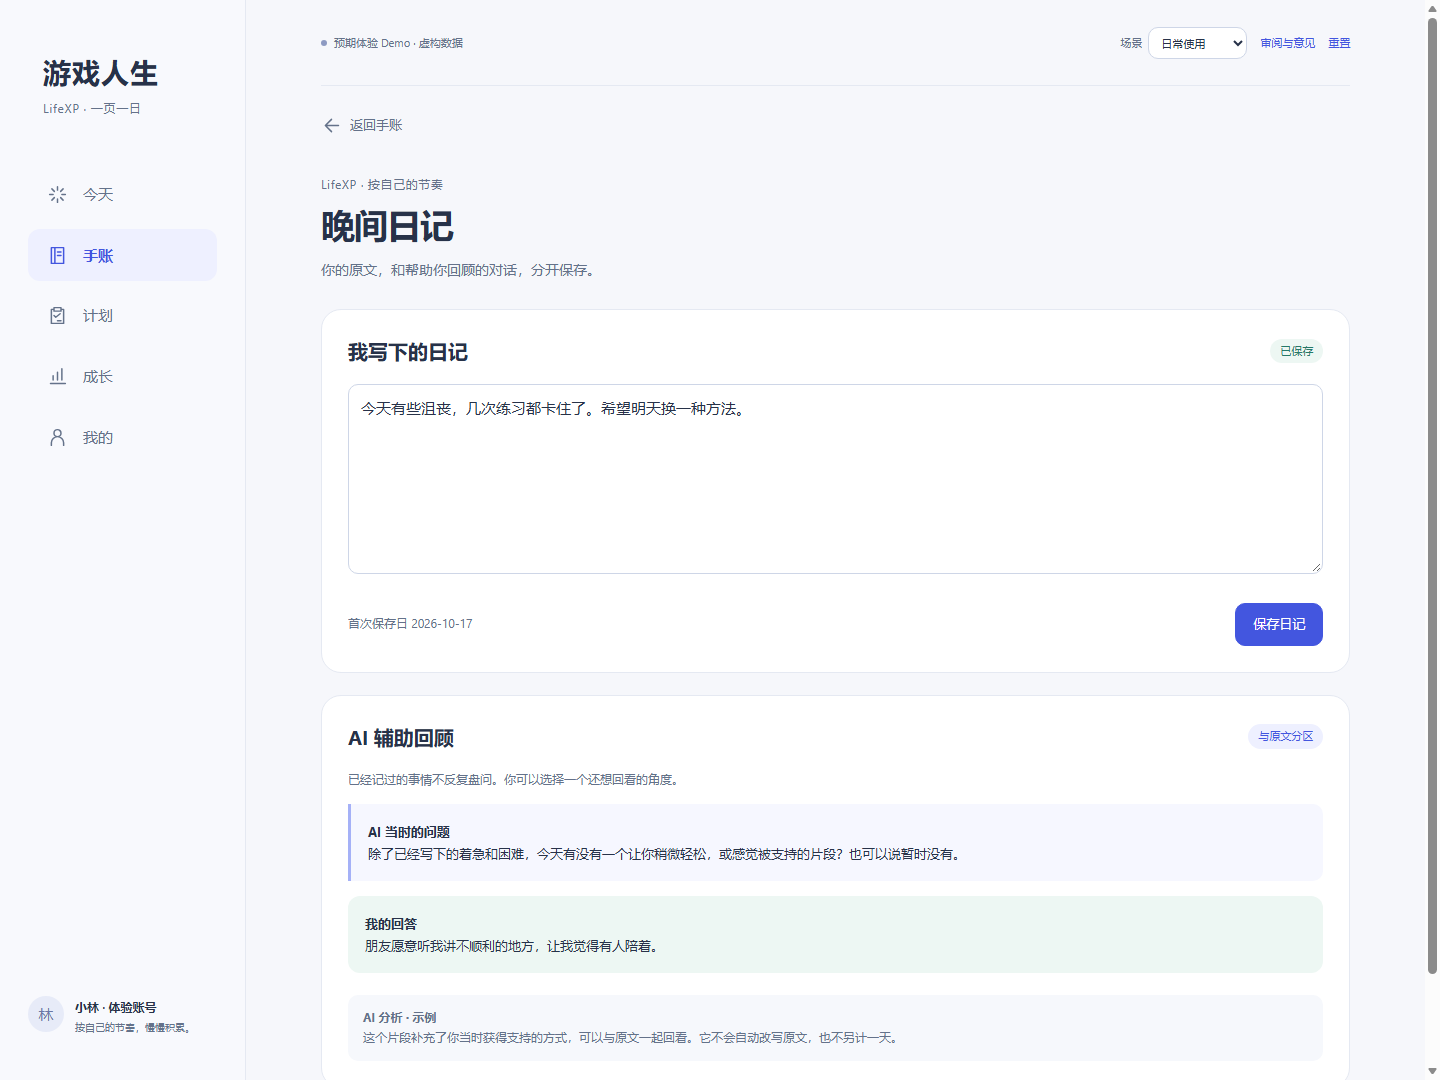 游戏人生
LifeXP · 一页一日
今天
手账
计划
成长
我的
林
小林 · 体验账号
按自己的节奏，慢慢积累。
预期体验 Demo · 虚构数据
场景
日常使用
审阅与意见
重置
返回手账
LifeXP · 按自己的节奏
晚间日记
你的原文，和帮助你回顾的对话，分开保存。
我写下的日记
已保存
今天有些沮丧，几次练习都卡住了。希望明天换一种方法。
首次保存日 2026-10-17
保存日记
AI 辅助回顾
与原文分区
已经记过的事情不反复盘问。你可以选择一个还想回看的角度。
AI 当时的问题
除了已经写下的着急和困难，今天有没有一个让你稍微轻松，或感觉被支持的片段？也可以说暂时没有。
我的回答
朋友愿意听我讲不顺利的地方，让我觉得有人陪着。
AI 分析 · 示例
这个片段补充了你当时获得支持的方式，可以与原文一起回看。它不会自动改写原文，也不另计一天。